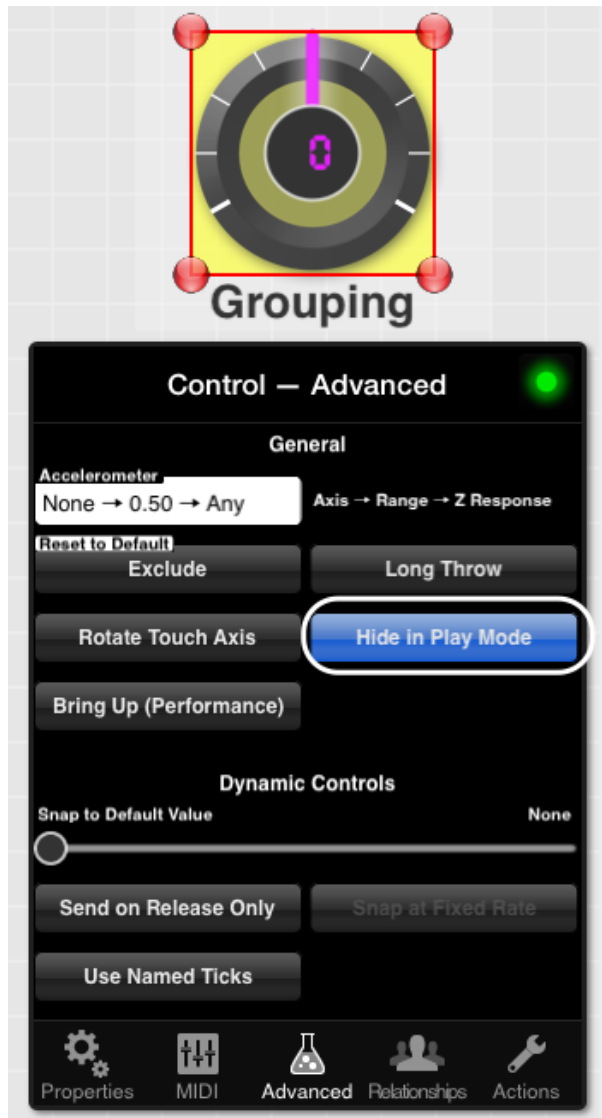 0
Grouping
Control — Advanced
General
Accelerometer
None → 0.50 → Any
Axis → Range → Z Response
Reset to Default
Exclude
Long Throw
Rotate Touch Axis
Hide in Play Mode
Bring Up (Performance)
Dynamic Controls
Snap to Default Value
None
Send on Release Only
Snap at Fixed Rate
Use Named Ticks
Properties
MIDI
Advanced
Relationships
Actions